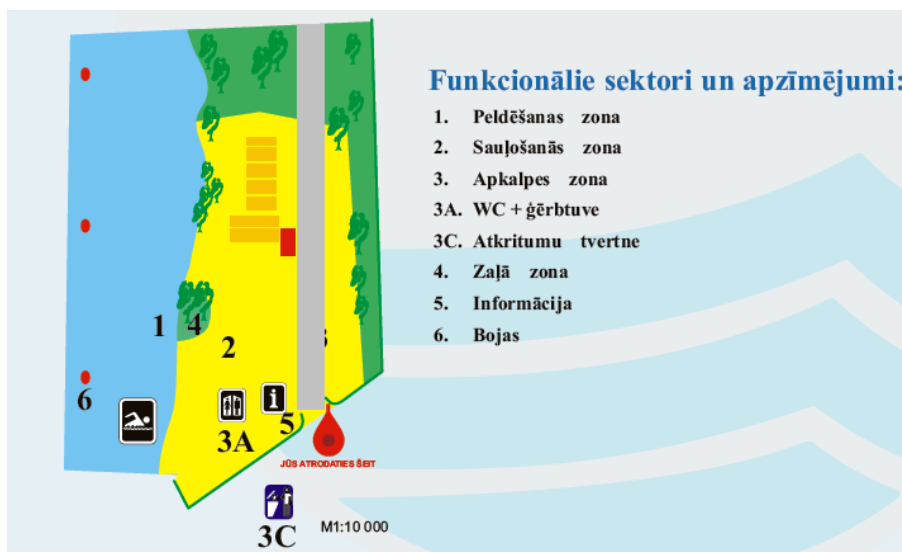 Funkcionālie sektori un apzīmējumi:
1. Peldēšanas zona
2. Sauļošanās zona
3. Apkalpes zona
3A. WC + ģērbtuve
3C. Atkritumu tvertne
4. Zaļā zona
5. Informācija
6. Bojas
1
4
2
3
6
i
5
3A
JŪS ATRODATIES ŠEIT
3C
M1:10 000